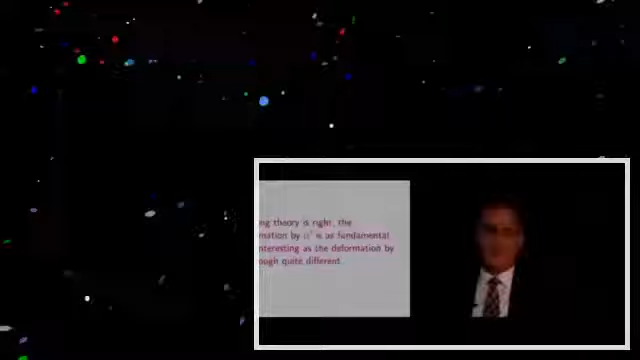 ng theory is right, the
mation by α' is as fundamental
nteresting as the deformation by
ough quite different.